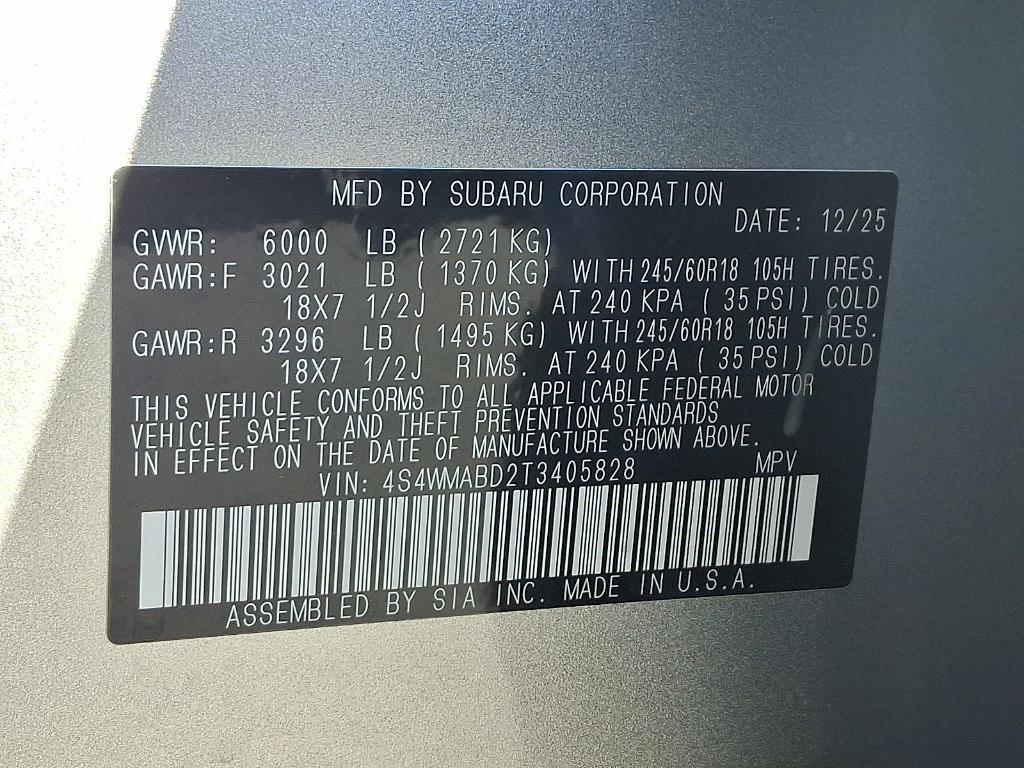 MFD BY SUBARU CORPORATION
DATE: 12/25
GVWR: 6000 LB (2721 KG)
GAWR:F 3021 LB (1370 KG) WITH 245/60R18 105H TIRES.
18X7 1/2J RIMS. AT 240 KPA (35 PSI) COLD
GAWR:R 3296 LB (1495 KG) WITH 245/60R18 105H TIRES.
18X7 1/2J RIMS. AT 240 KPA (35 PSI) COLD
THIS VEHICLE CONFORMS TO ALL APPLICABLE FEDERAL MOTOR
VEHICLE SAFETY AND THEFT PREVENTION STANDARDS
IN EFFECT ON THE DATE OF MANUFACTURE SHOWN ABOVE.
VIN: 4S4WMABD2T3405828 MPV
ASSEMBLED BY SIA INC. MADE IN U.S.A.